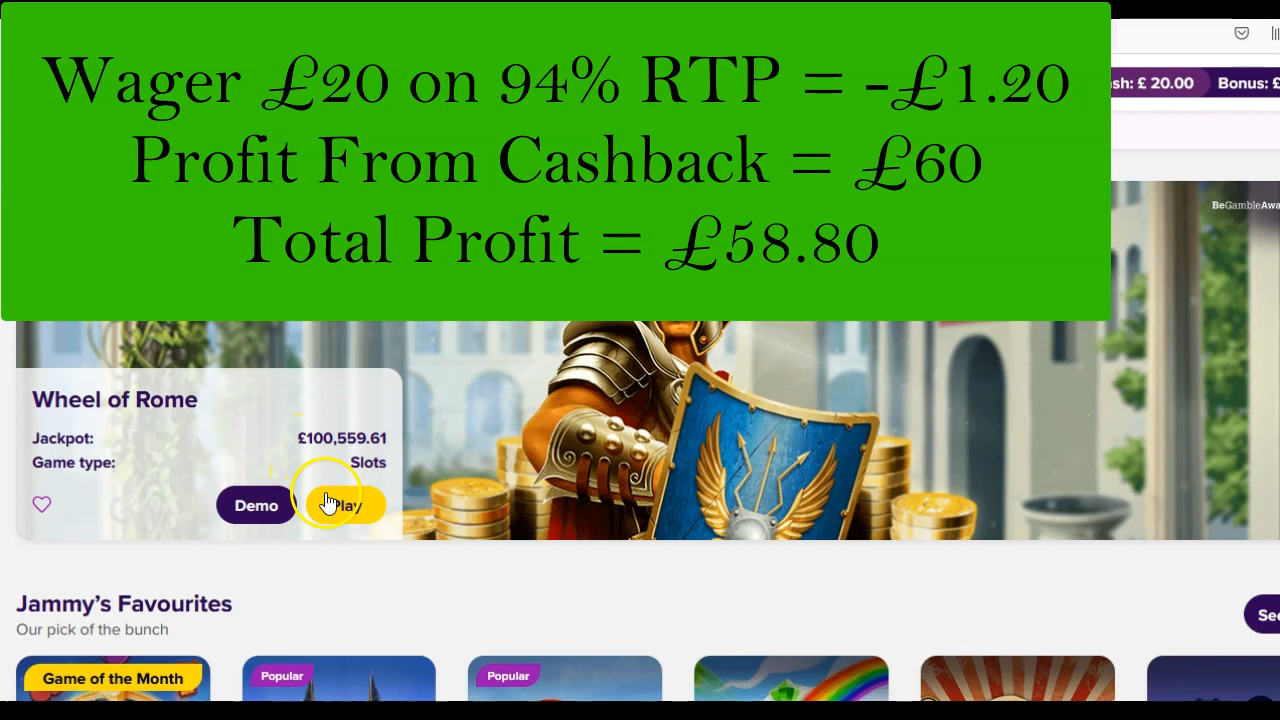 Wager £20 on 94% RTP = -£1.20
Profit From Cashback = £60
Total Profit = £58.80
sh: £ 20.00 Bonus: £
BeGambleAwa
Wheel of Rome
Jackpot: £100,559.61
Game type: Slots
Demo Play
Jammy's Favourites
Our pick of the bunch
See
Game of the Month Popular Popular